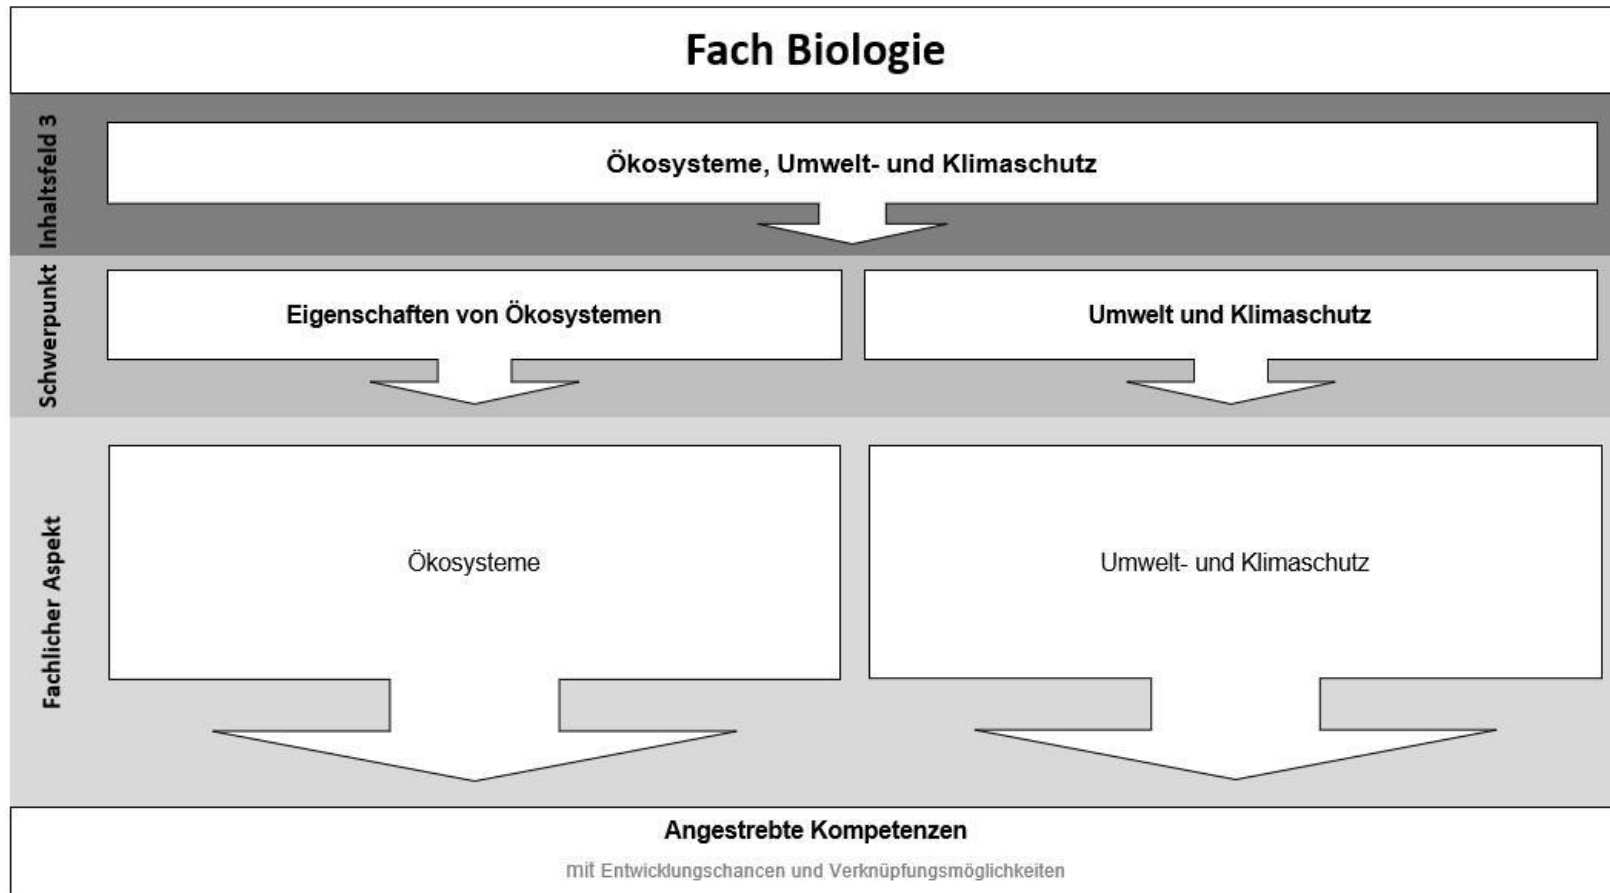 Fach Biologie
Inhaltsfeld 3
Ökosysteme, Umwelt- und Klimaschutz
Schwerpunkt
Eigenschaften von Ökosystemen
Umwelt und Klimaschutz
Fachlicher Aspekt
Ökosysteme
Umwelt- und Klimaschutz
Angestrebte Kompetenzen
mit Entwicklungschancen und Verknüpfungsmöglichkeiten